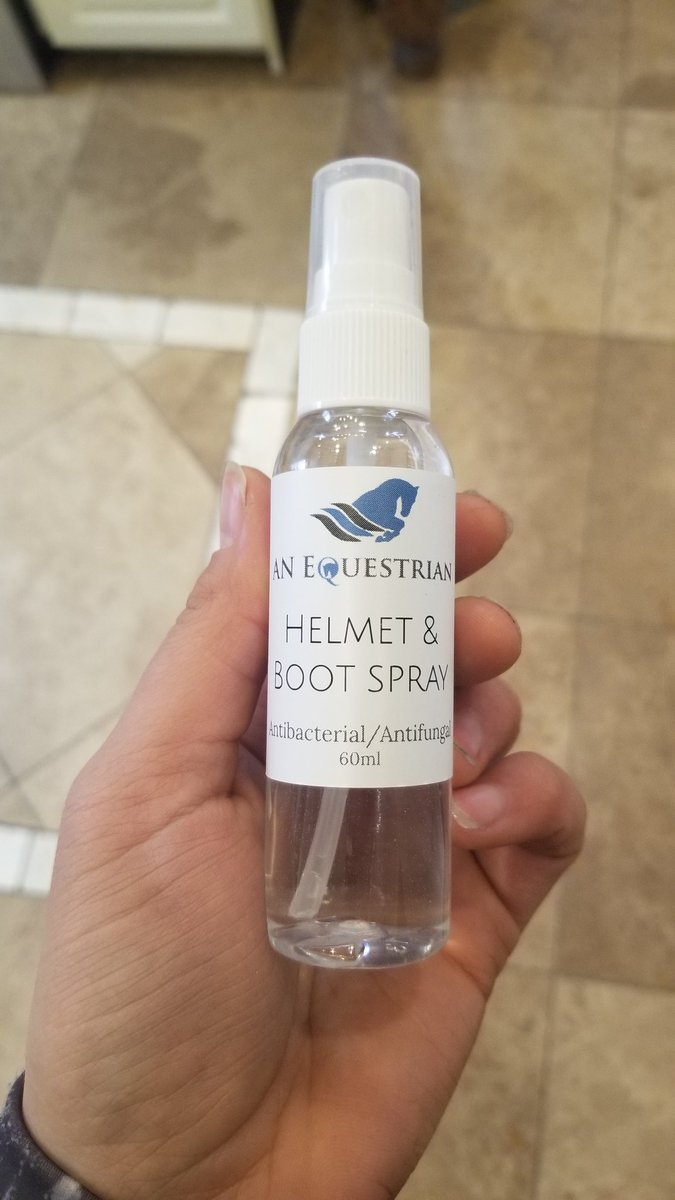 AN EQUESTRIAN
HELMET &
BOOT SPRAY
Antibacterial/Antifungal
60ml